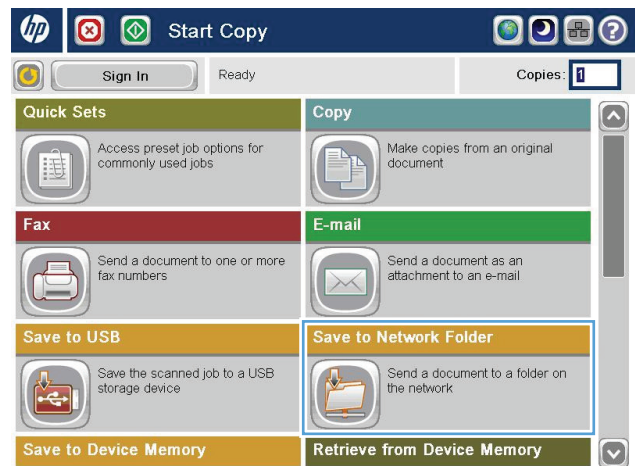 hp
Start Copy
?
Sign In
Ready
Copies: 1
Quick Sets
Copy
Access preset job options for
commonly used jobs
Make copies from an original
document
Fax
E-mail
Send a document to one or more
fax numbers
Send a document as an
attachment to an e-mail
Save to USB
Save to Network Folder
Save the scanned job to a USB
storage device
Send a document to a folder on
the network
Save to Device Memory
Retrieve from Device Memory